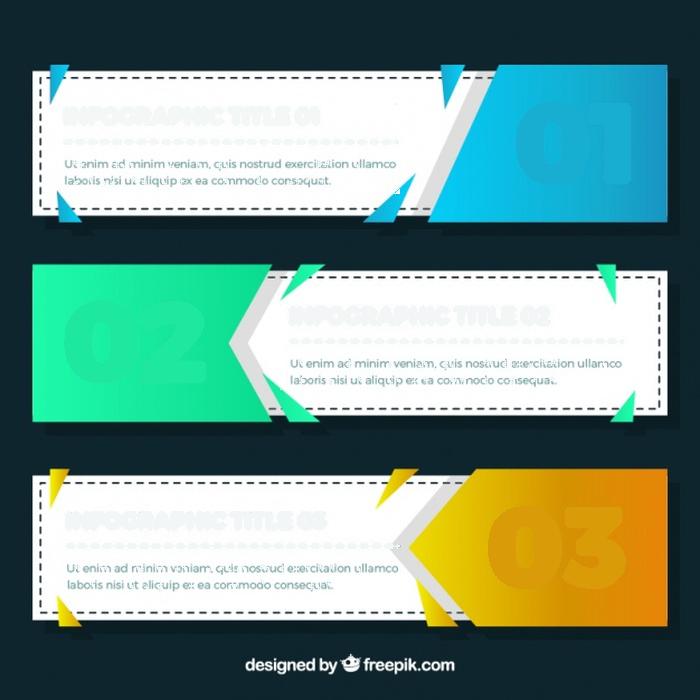 INFOGRAPHIC TITLE 01
01
Ut enim ad minim veniam, quis nostrud exercitation ullamco
laboris nisi ut aliquip ex ea commodo consequat.
02
INFOGRAPHIC TITLE 02
Ut enim ad minim veniam, quis nostrud exercitation ullamco
laboris nisi ut aliquip ex ea commodo consequat.
INFOGRAPHIC TITLE 03
03
Ut enim ad minim veniam, quis nostrud exercitation ullamco
laboris nisi ut aliquip ex ea commodo consequat.
designed by freepik.com